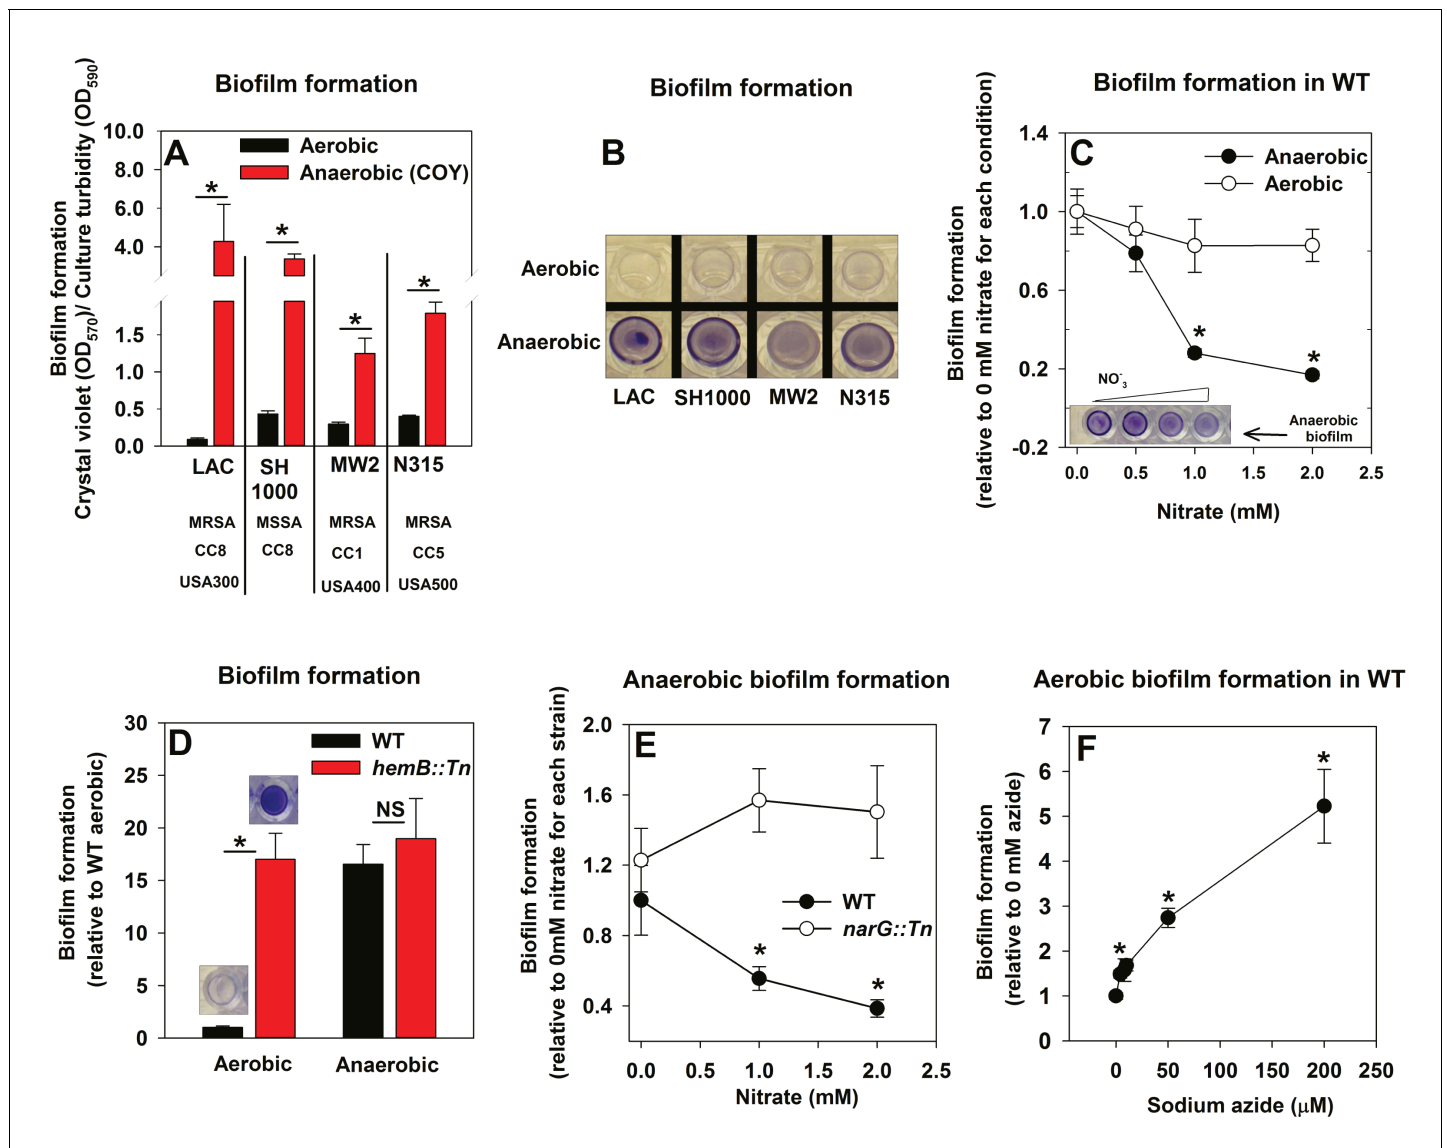 Biofilm formation
Biofilm formation
Crystal violet (OD570)/ Culture turbidity (OD590)
10.0
8.0
6.0
4.0
1.5
1.0
0.5
0.0
A
Aerobic
Anaerobic (COY)
*
*
*
*
LAC
SH
1000
MW2
N315
MRSA
MSSA
MRSA
MRSA
CC8
CC8
CC1
CC5
USA300
USA400
USA500
Biofilm formation
B
Aerobic
Anaerobic
LAC
SH1000
MW2
N315
Biofilm formation in WT
Biofilm formation
(relative to 0 mM nitrate for each condition)
1.4
1.0
0.6
0.2
-0.2
C
Anaerobic
Aerobic
*
*
NO3-
Anaerobic
biofilm
0.0 0.5 1.0 1.5 2.0 2.5
Nitrate (mM)
Biofilm formation
Biofilm formation
(relative to WT aerobic)
30
25
20
15
10
5
0
D
WT
hemB::Tn
*
NS
Aerobic
Anaerobic
Anaerobic biofilm formation
Biofilm formation
(relative to 0mM nitrate for each strain)
2.0
1.6
1.2
0.8
0.4
E
WT
narG::Tn
*
*
0.0 0.5 1.0 1.5 2.0 2.5
Nitrate (mM)
Aerobic biofilm formation in WT
Biofilm formation
(relative to 0 mM azide)
7
6
5
4
3
2
1
0
F
*
*
*
0 50 100 150 200 250
Sodium azide (μM)